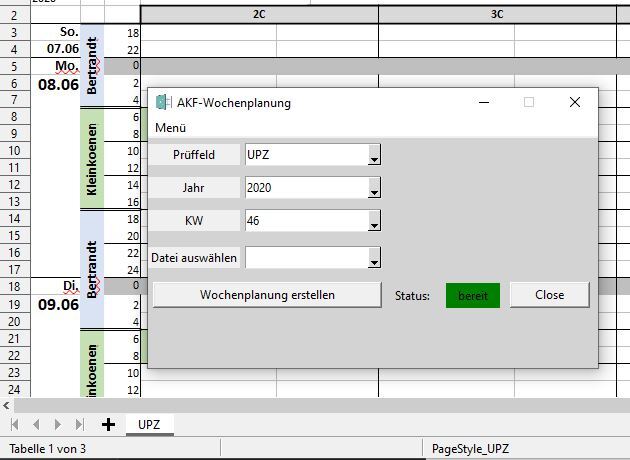 2020
2 2C 3C
3 So. 18
4 07.06 22
5 Mo. 0
6 08.06 2
7 4
Bertrandt
8 6
9 8
10 10
11 12
12 14
13 16
Kleinkoenen
14 18
15 20
16 22
17 24
18 Di. 0
19 09.06 2
20 4
Bertrandt
21 6
22 8
23 10
24 12
inkoenen
AKF-Wochenplanung
Menü
Prüffeld UPZ
Jahr 2020
KW 46
Datei auswählen
Wochenplanung erstellen Status: bereit Close
UPZ
Tabelle 1 von 3 PageStyle_UPZ